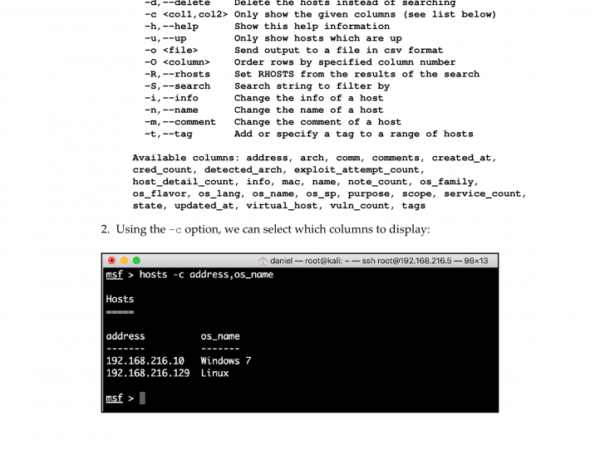 -d,--delete Delete the hosts instead of searching
-c <col1,col2> Only show the given columns (see list below)
-h,--help Show this help information
-u,--up Only show hosts which are up
-o <file> Send output to a file in csv format
-O <column> Order rows by specified column number
-R,--rhosts Set RHOSTS from the results of the search
-S,--search Search string to filter by
-i,--info Change the info of a host
-n,--name Change the name of a host
-m,--comment Change the comment of a host
-t,--tag Add or specify a tag to a range of hosts
Available columns: address, arch, comm, comments, created_at,
cred_count, detected_arch, exploit_attempt_count,
host_detail_count, info, mac, name, note_count, os_family,
os_flavor, os_lang, os_name, os_sp, purpose, scope, service_count,
state, updated_at, virtual_host, vuln_count, tags
2. Using the -c option, we can select which columns to display:
daniel — root@kali: ~ — ssh root@192.168.216.5 — 96×13
msf > hosts -c address,os_name
Hosts
=====
address os_name
------- -------
192.168.216.10 Windows 7
192.168.216.129 Linux
msf >